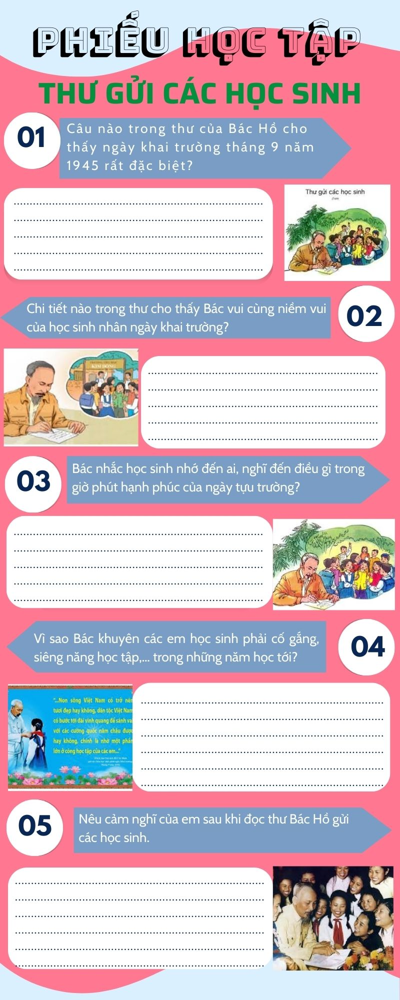 PHIẾU HỌC TẬP
THƯ GỬI CÁC HỌC SINH
01
Câu nào trong thư của Bác Hồ cho
thấy ngày khai trường tháng 9 năm
1945 rất đặc biệt?
Thư gửi các học sinh
02
Chi tiết nào trong thư cho thấy Bác vui cùng niềm vui
của học sinh nhân ngày khai trường?
KIM ĐỒNG
03
Bác nhắc học sinh nhớ đến ai, nghĩ đến điều gì trong
giờ phút hạnh phúc của ngày tựu trường?
04
Vì sao Bác khuyên các em học sinh phải cố gắng,
siêng năng học tập,... trong những năm học tới?
"...Non sông Việt Nam có trở nên
tươi đẹp hay không, dân tộc Việt Nam
có bước tới đài vinh quang để sánh va
với các cường quốc năm châu được
hay không, chính là nhờ một phần
lớn ở công học tập của các em..."
05
Nêu cảm nghĩ của em sau khi đọc thư Bác Hồ gửi
các học sinh.